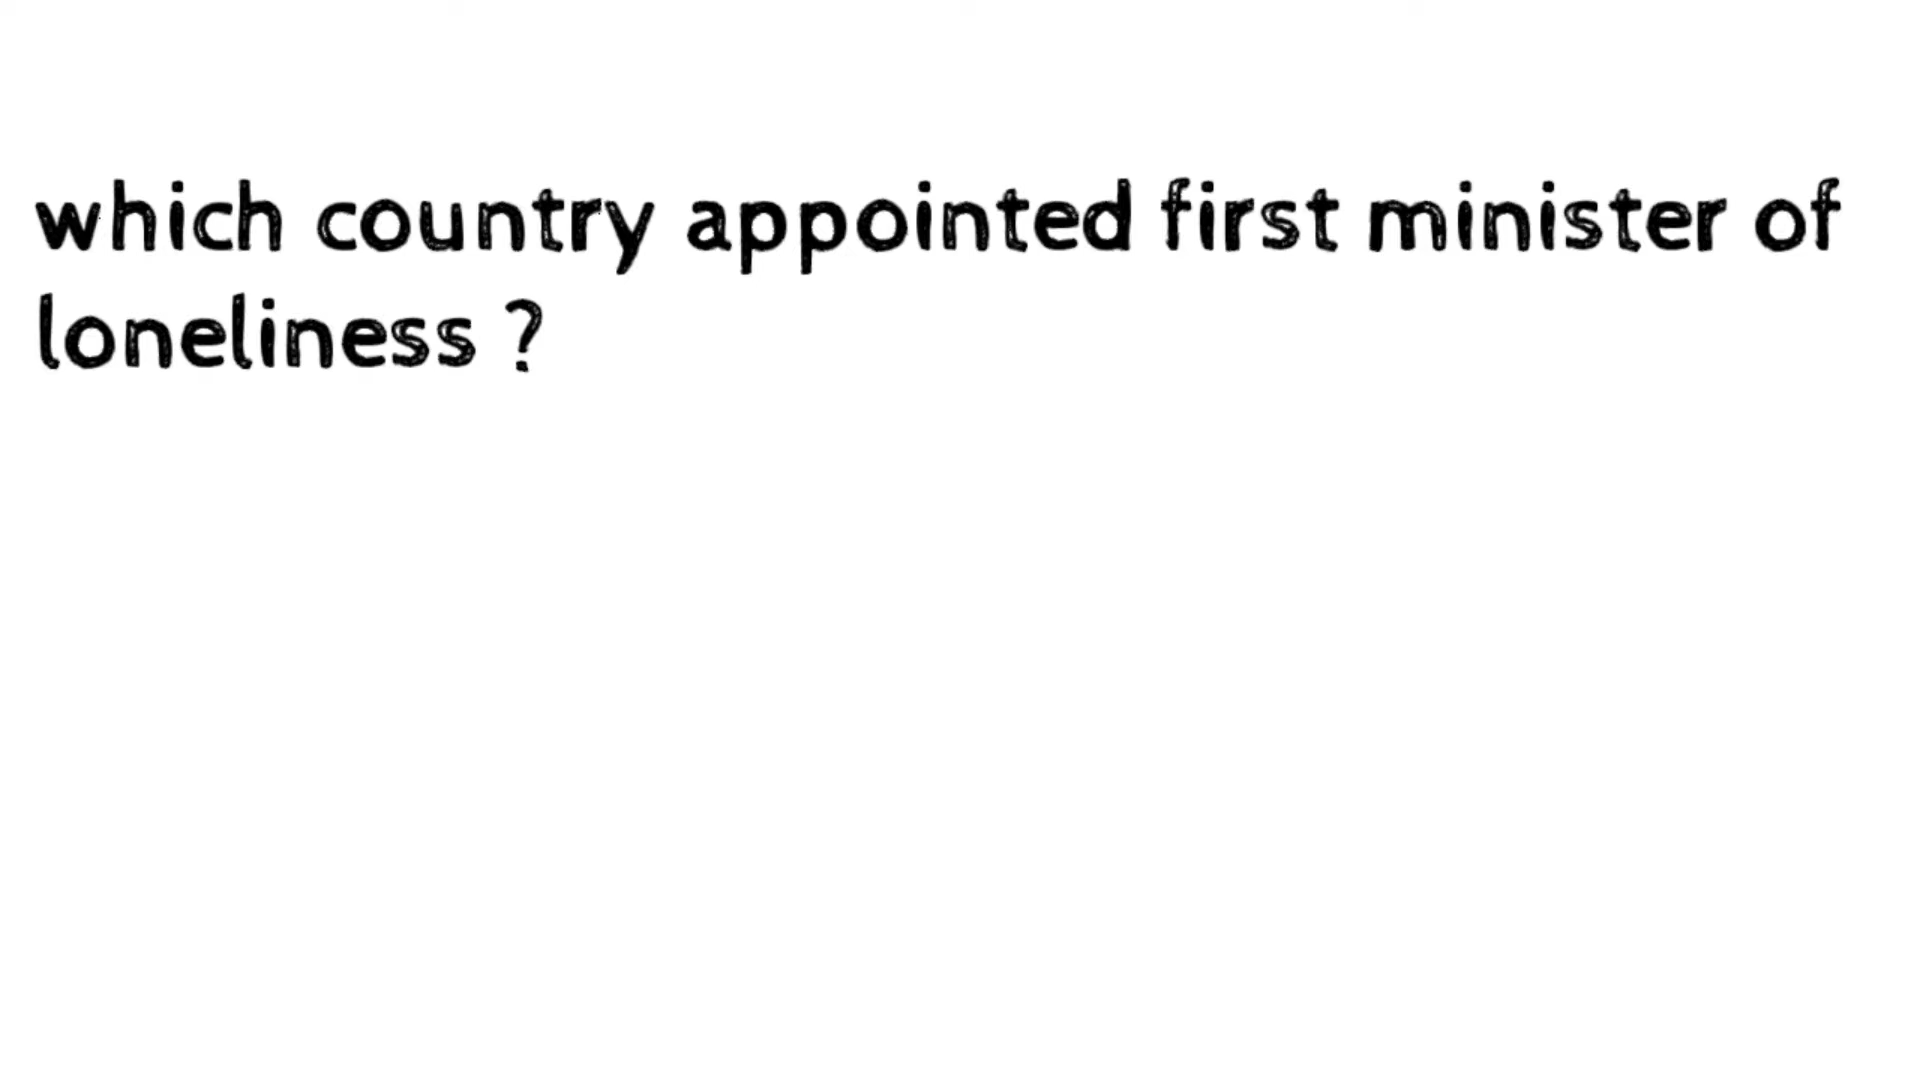 which country appointed first minister of
loneliness ?